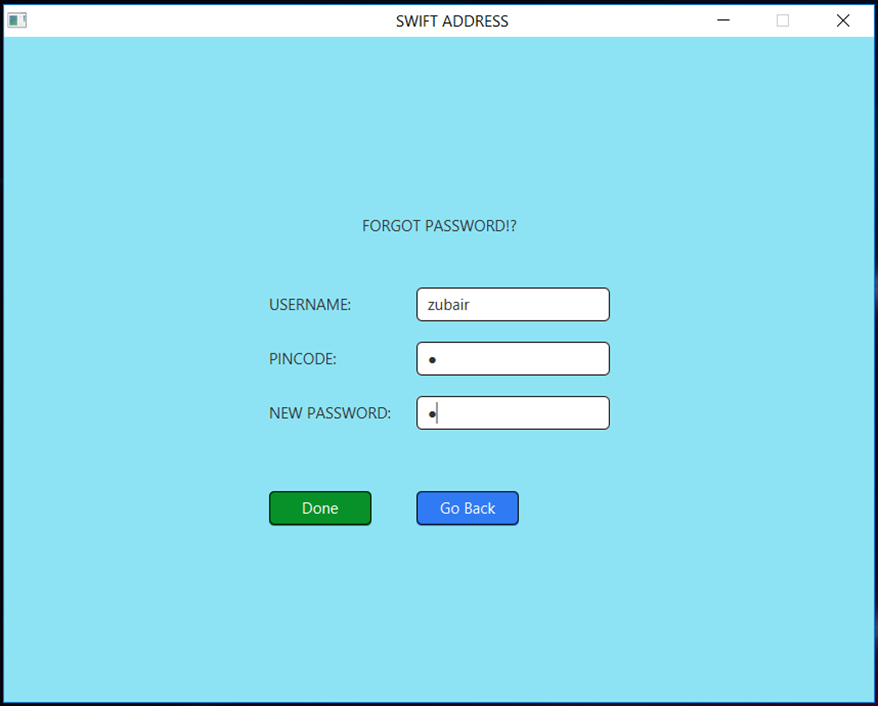 SWIFT ADDRESS
FORGOT PASSWORD!?
USERNAME: zubair
PINCODE: ●
NEW PASSWORD: ●
Done Go Back